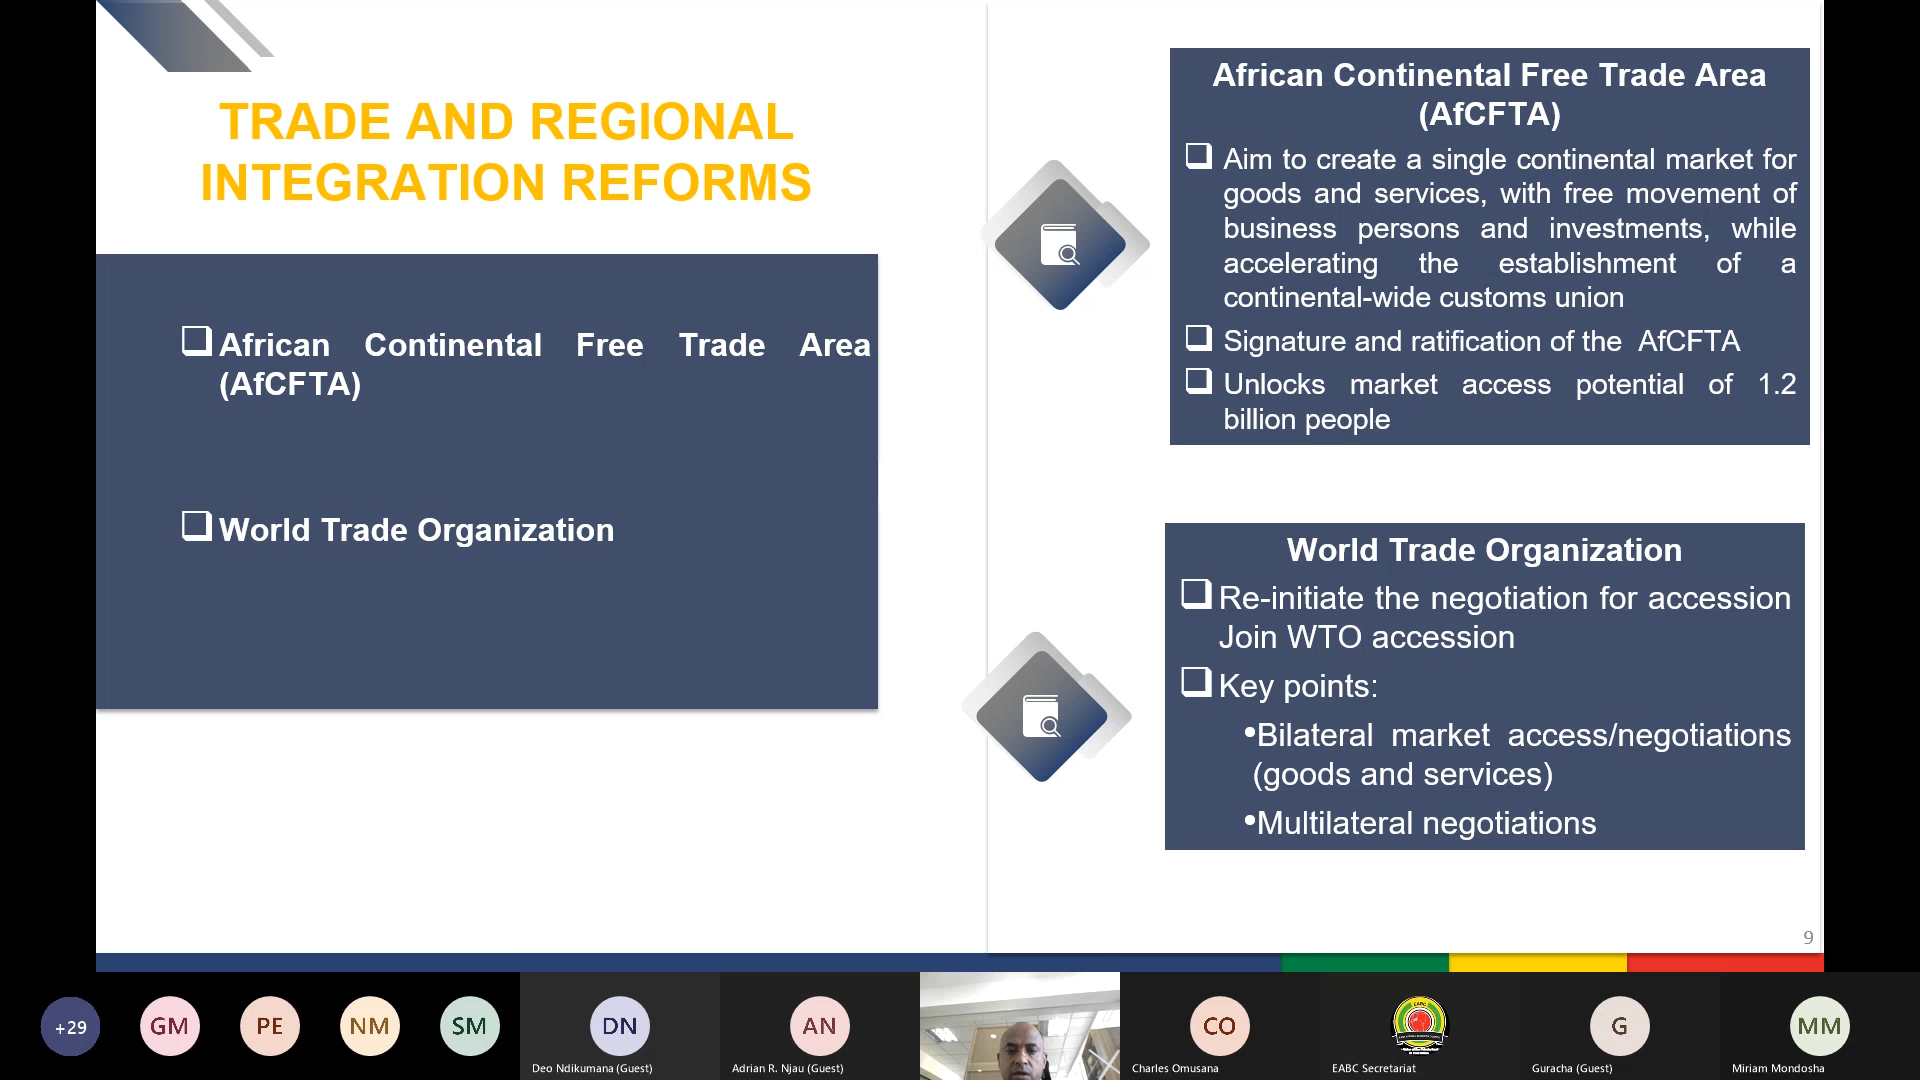 TRADE AND REGIONAL
INTEGRATION REFORMS
African Continental Free Trade Area
(AfCFTA)
World Trade Organization
African Continental Free Trade Area
(AfCFTA)
Aim to create a single continental market for
goods and services, with free movement of
business persons and investments, while
accelerating the establishment of a
continental-wide customs union
Signature and ratification of the AfCFTA
Unlocks market access potential of 1.2
billion people
World Trade Organization
Re-initiate the negotiation for accession
Join WTO accession
Key points:
•Bilateral market access/negotiations
(goods and services)
•Multilateral negotiations
9
+29
GM
PE
NM
SM
DN
Deo Ndikumana (Guest)
AN
Adrian R. Njau (Guest)
CO
Charles Omusana
EABC
EABC Secretariat
G
Guracha (Guest)
MM
Miriam Mondosha